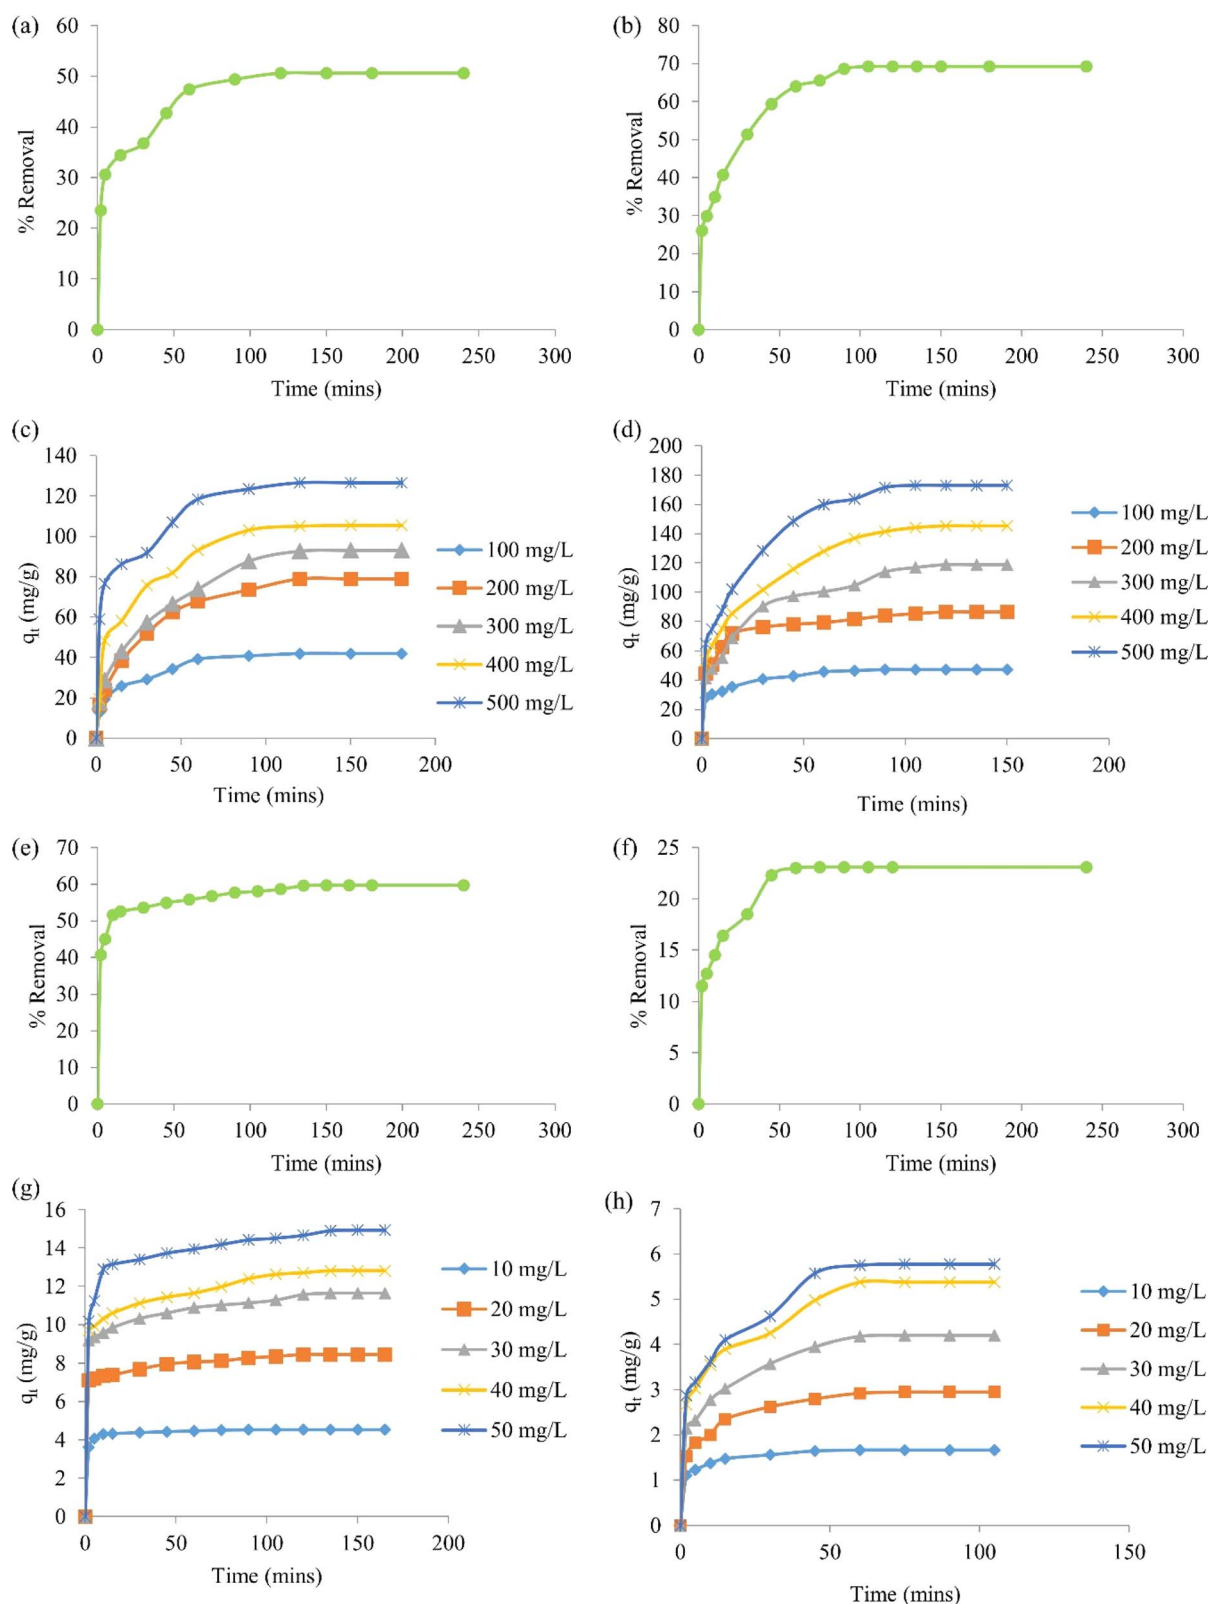 (a)
60
50
40
30
20
10
0
% Removal
0 50 100 150 200 250 300
Time (mins)
(b)
80
70
60
50
40
30
20
10
0
% Removal
0 50 100 150 200 250 300
Time (mins)
(c)
140
120
100
80
60
40
20
0
qt (mg/g)
0 50 100 150 200
Time (mins)
100 mg/L
200 mg/L
300 mg/L
400 mg/L
500 mg/L
(d)
200
180
160
140
120
100
80
60
40
20
0
qt (mg/g)
0 50 100 150 200
Time (mins)
100 mg/L
200 mg/L
300 mg/L
400 mg/L
500 mg/L
(e)
70
60
50
40
30
20
10
0
% Removal
0 50 100 150 200 250 300
Time (mins)
(f)
25
20
15
10
5
0
% Removal
0 50 100 150 200 250 300
Time (mins)
(g)
16
14
12
10
8
6
4
2
0
qt (mg/g)
0 50 100 150 200
Time (mins)
10 mg/L
20 mg/L
30 mg/L
40 mg/L
50 mg/L
(h)
7
6
5
4
3
2
1
0
qt (mg/g)
0 50 100 150
Time (mins)
10 mg/L
20 mg/L
30 mg/L
40 mg/L
50 mg/L